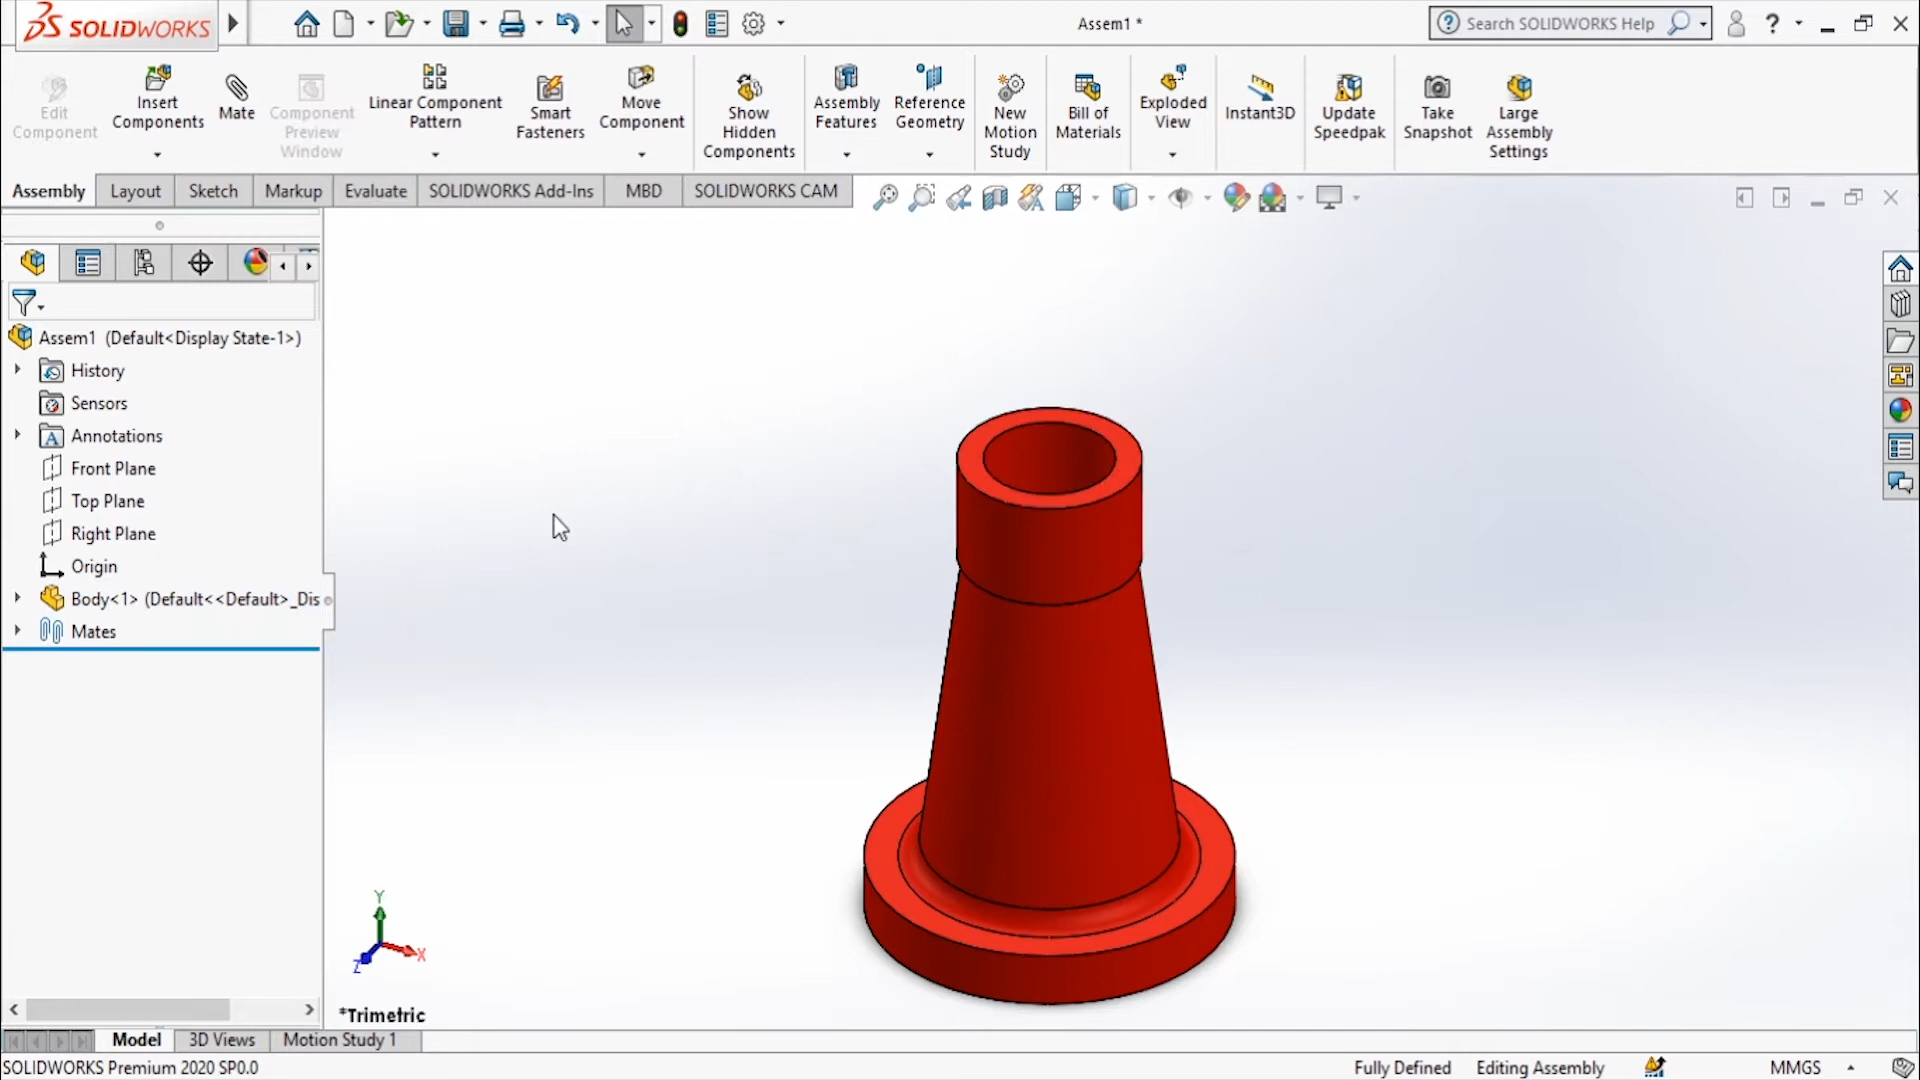 SOLIDWORKS
Assem1 *
Search SOLIDWORKS Help
?
Edit Component
Insert Components
Mate
Component Preview Window
Linear Component Pattern
Smart Fasteners
Move Component
Show Hidden Components
Assembly Features
Reference Geometry
New Motion Study
Bill of Materials
Exploded View
Instant3D
Update Speedpak
Take Snapshot
Large Assembly Settings
Assembly
Layout
Sketch
Markup
Evaluate
SOLIDWORKS Add-Ins
MBD
SOLIDWORKS CAM
Assem1 (Default<Display State-1>)
History
Sensors
Annotations
Front Plane
Top Plane
Right Plane
Origin
Body<1> (Default<<Default>_Dis
Mates
Y
X
Z
*Trimetric
Model
3D Views
Motion Study 1
SOLIDWORKS Premium 2020 SP0.0
Fully Defined
Editing Assembly
MMGS